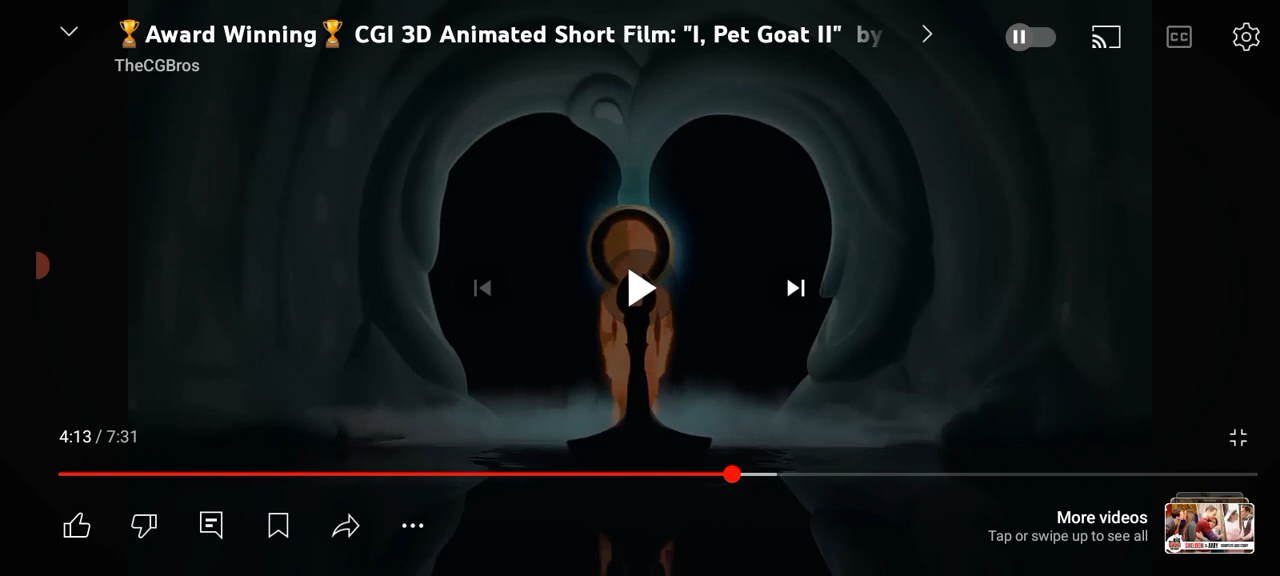 🏆Award Winning🏆 CGI 3D Animated Short Film: "I, Pet Goat II" by
TheCGBros
CC
4:13 / 7:31
More videos
Tap or swipe up to see all